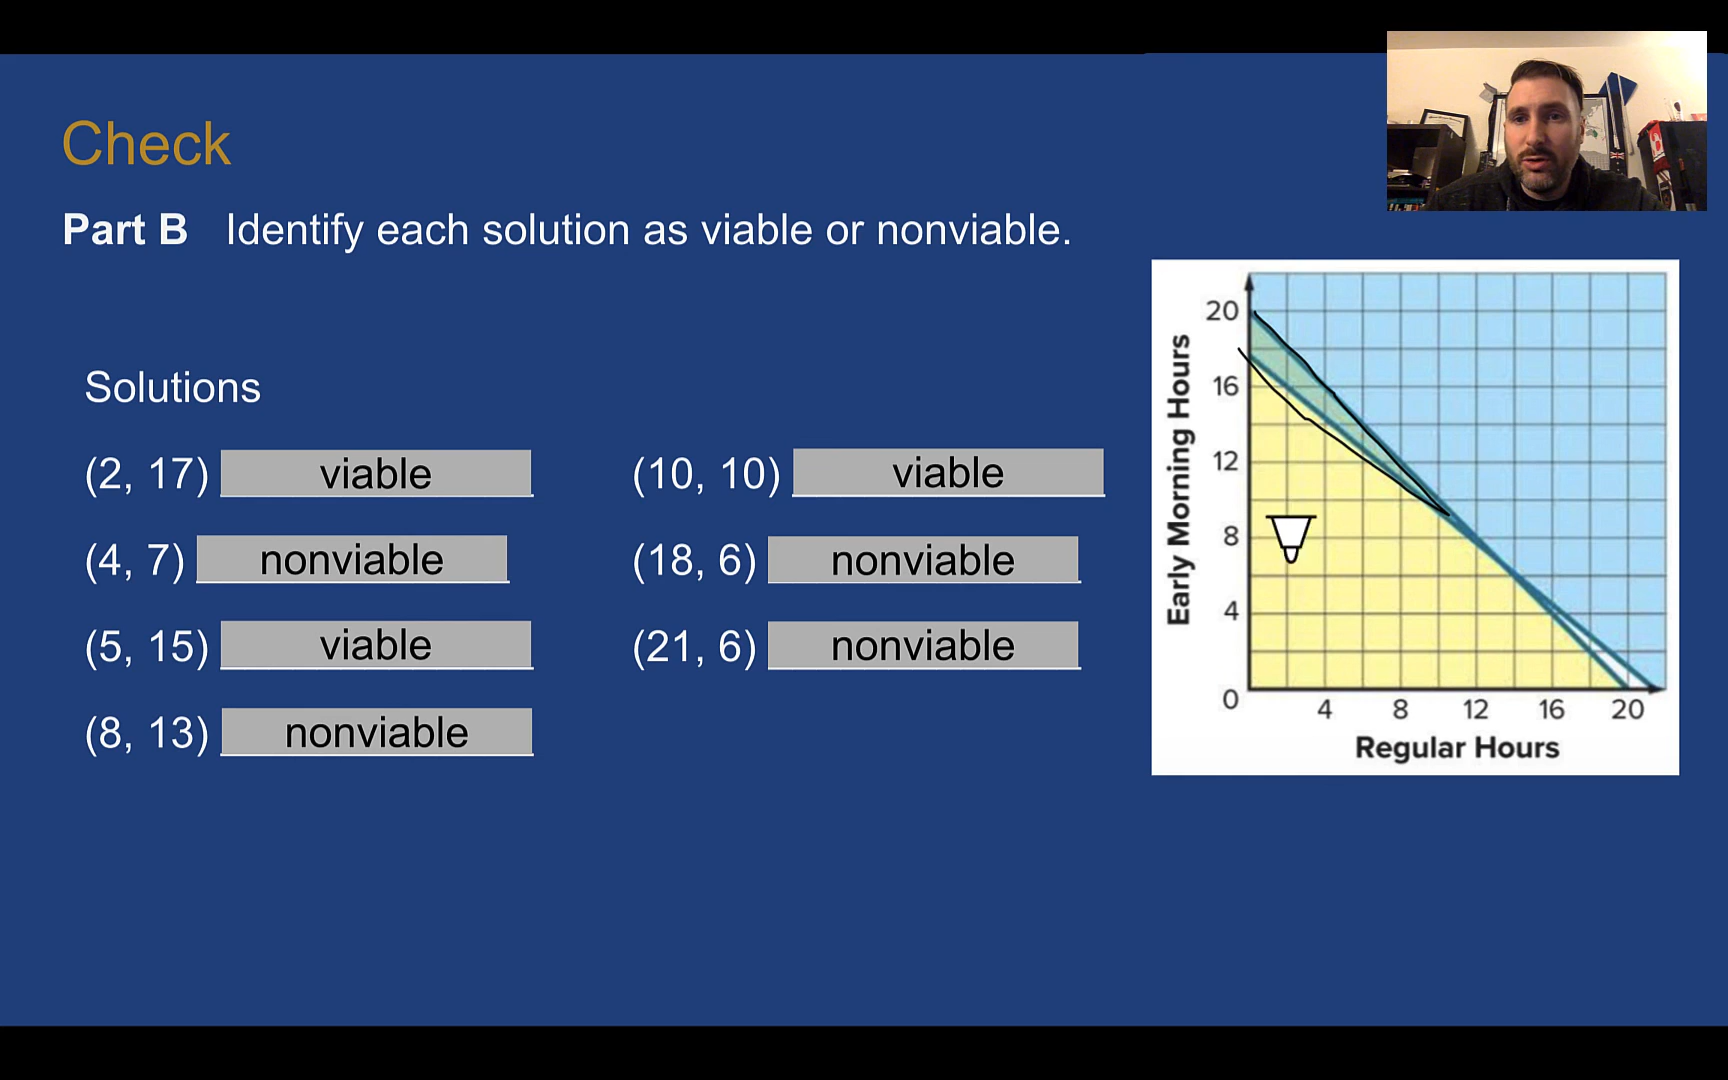 Check
Part B Identify each solution as viable or nonviable.
Solutions
(2, 17) viable
(4, 7) nonviable
(5, 15) viable
(8, 13) nonviable
(10, 10) viable
(18, 6) nonviable
(21, 6) nonviable
Early Morning Hours
20
16
12
8
4
0
4 8 12 16 20
Regular Hours